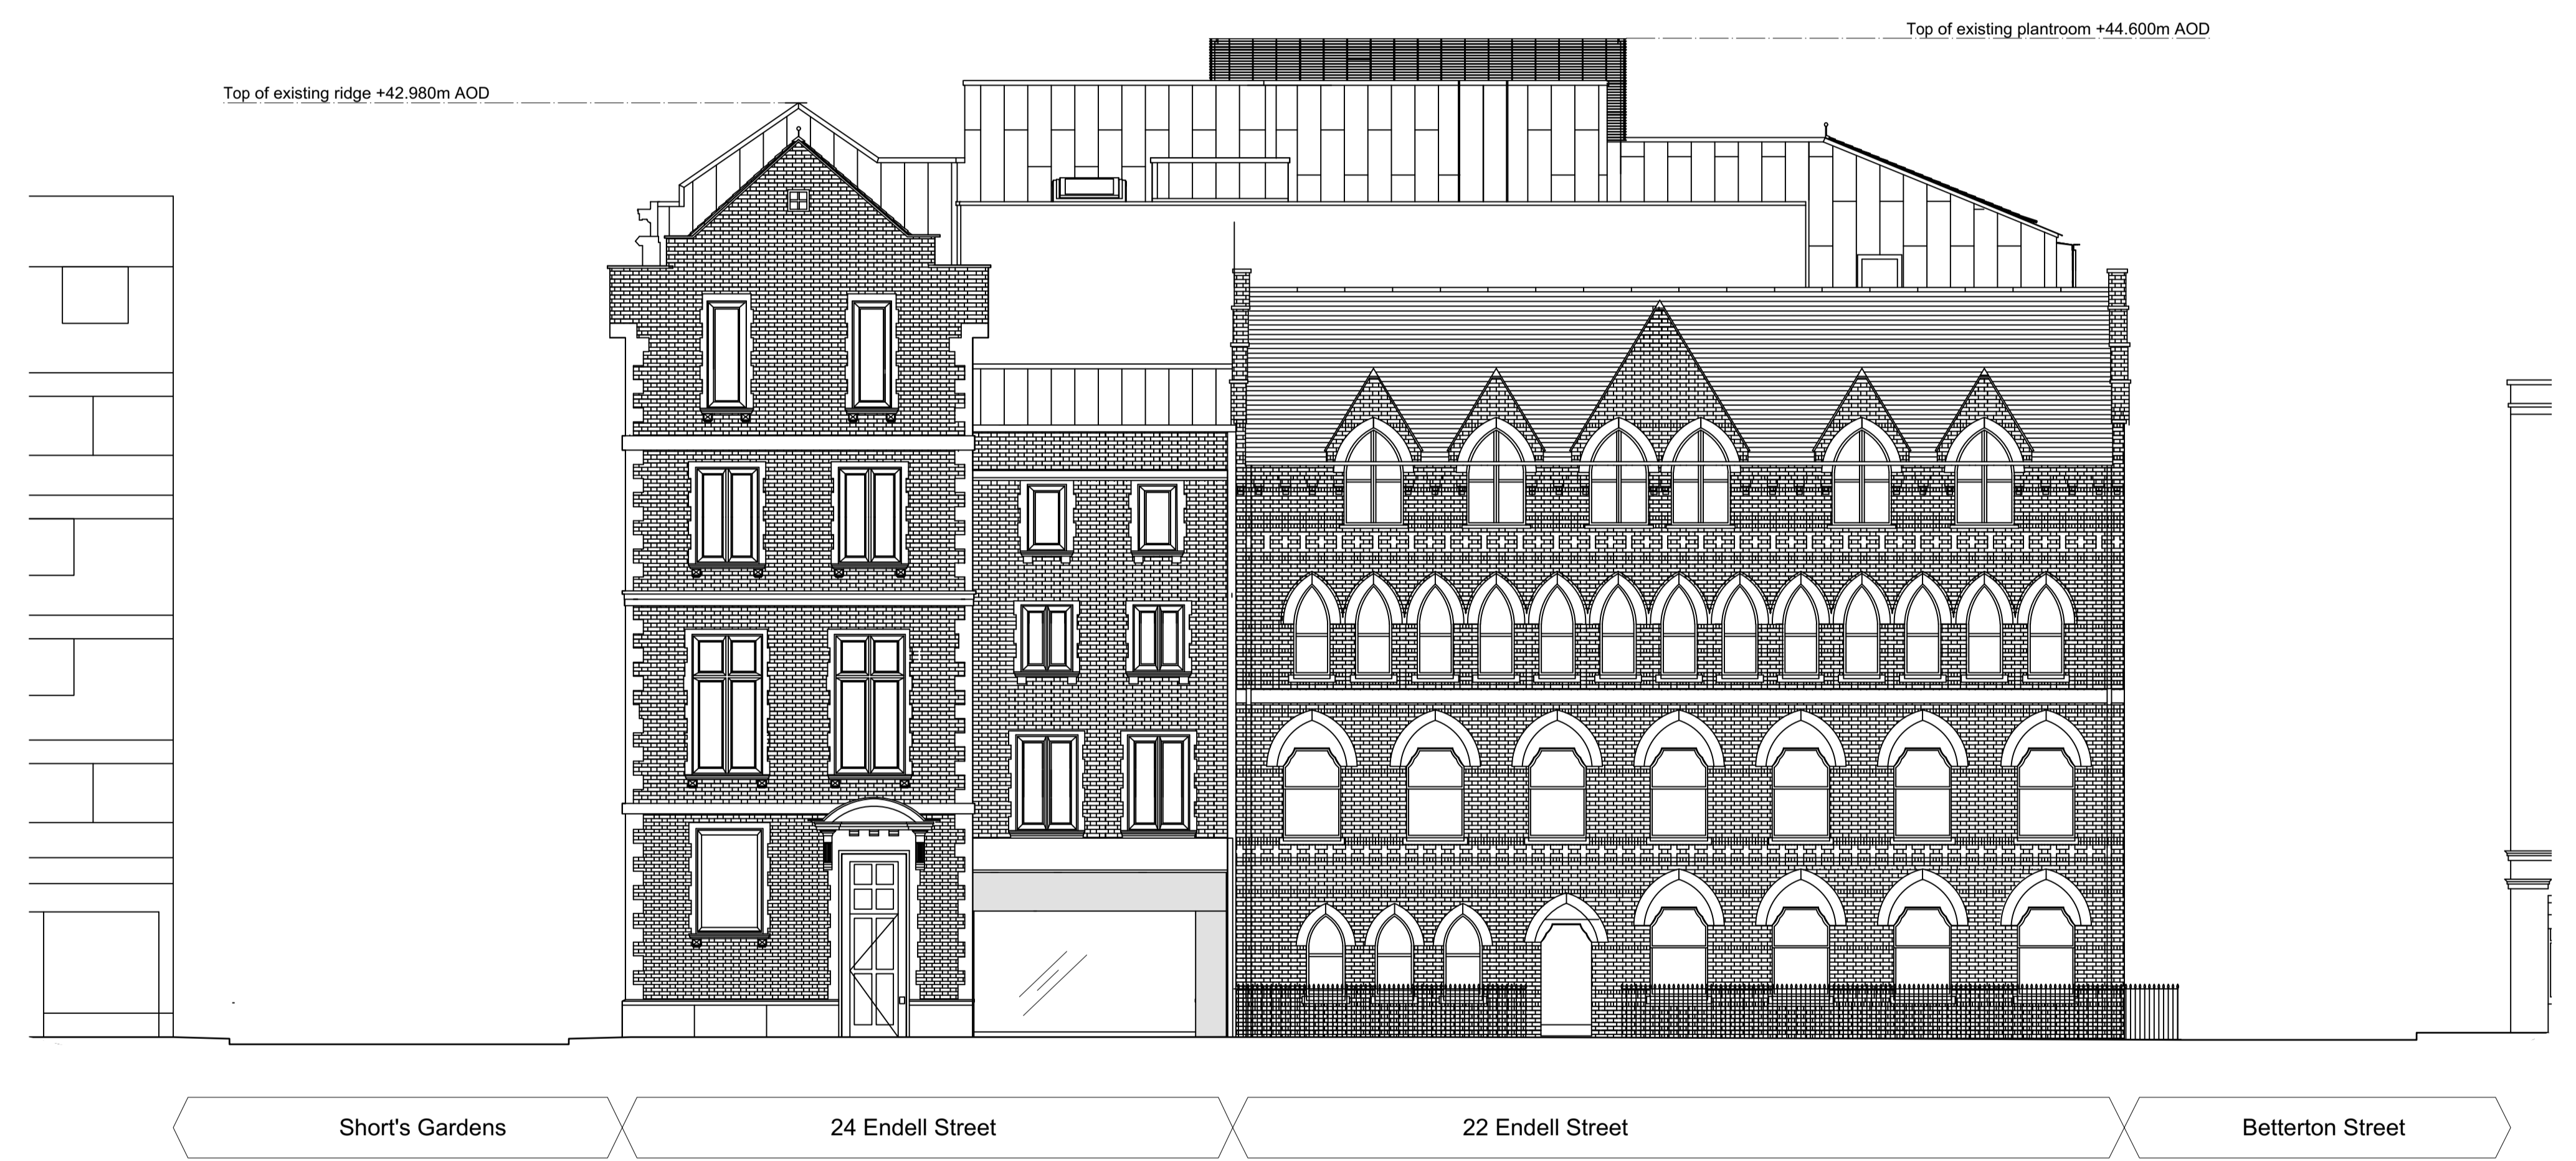 Top of existing plantroom +44.600m AOD
Top of existing ridge +42.980m AOD
Short's Gardens
24 Endell Street
22 Endell Street
Betterton Street